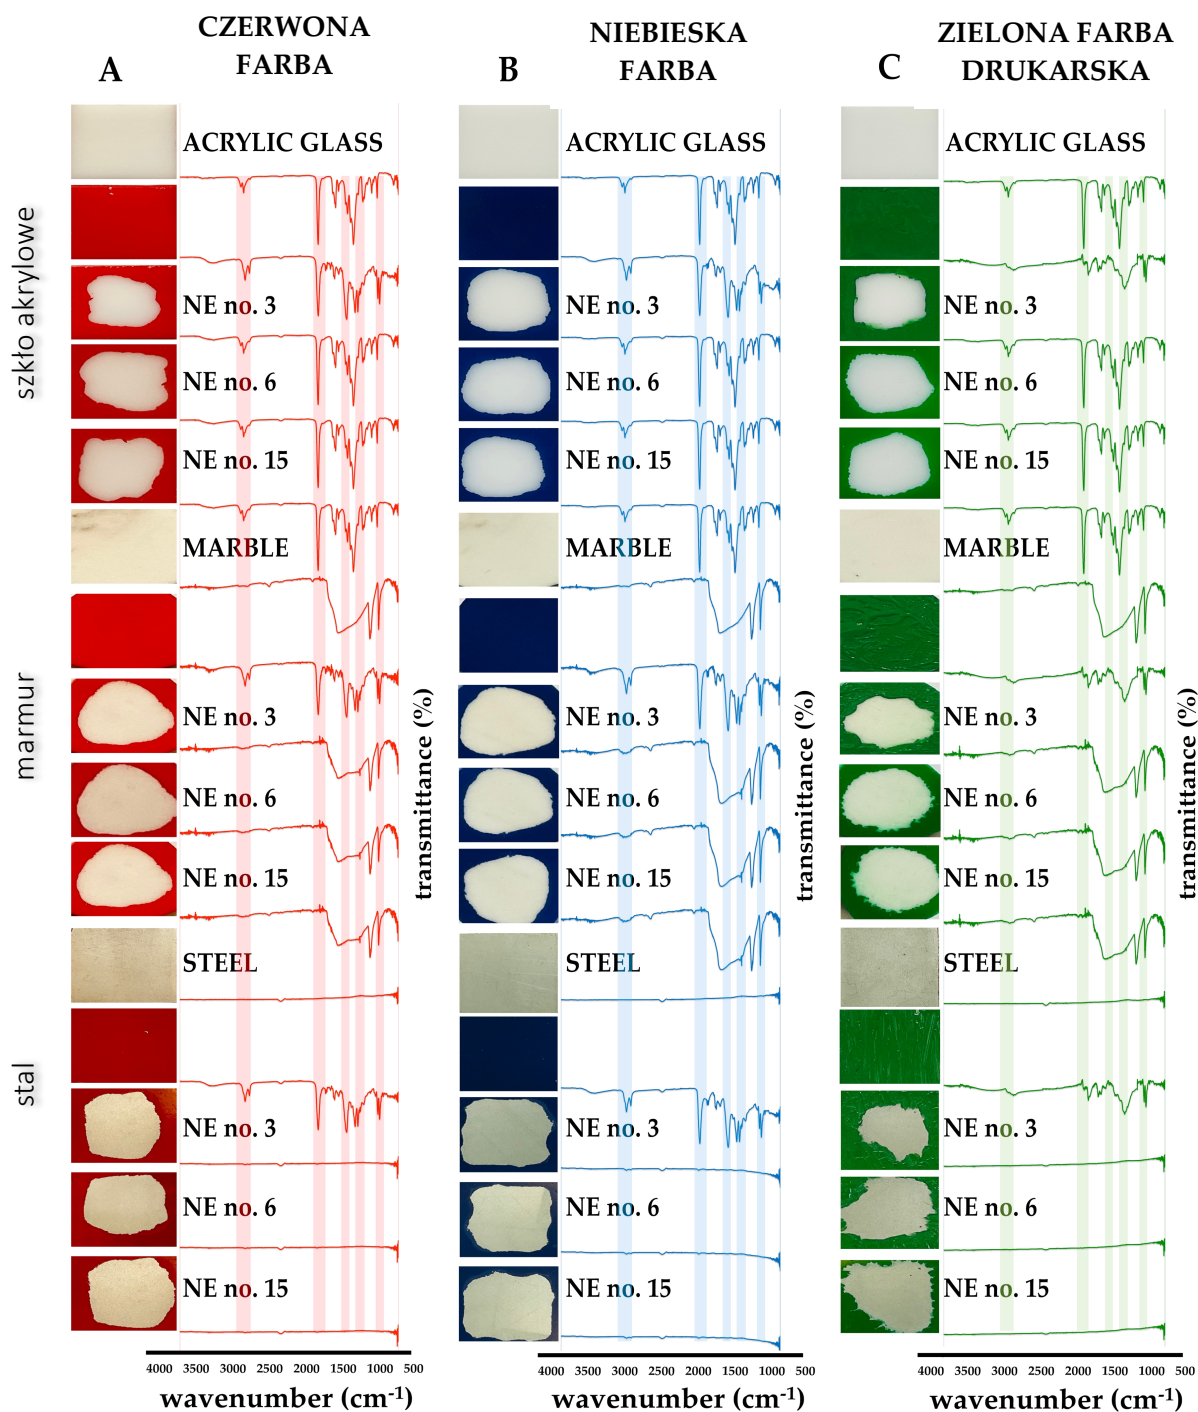 CZERWONA
FARBA
NIEBIESKA
FARBA
ZIELONA FARBA
DRUKARSKA
A
B
C
szkło akrylowe
marmur
stal
ACRYLIC GLASS
NE no. 3
NE no. 6
NE no. 15
MARBLE
NE no. 3
NE no. 6
NE no. 15
STEEL
NE no. 3
NE no. 6
NE no. 15
transmittance (%)
4000 3500 3000 2500 2000 1500 1000 500
wavenumber (cm-1)
ACRYLIC GLASS
NE no. 3
NE no. 6
NE no. 15
MARBLE
NE no. 3
NE no. 6
NE no. 15
STEEL
NE no. 3
NE no. 6
NE no. 15
transmittance (%)
4000 3500 3000 2500 2000 1500 1000 500
wavenumber (cm-1)
ACRYLIC GLASS
NE no. 3
NE no. 6
NE no. 15
MARBLE
NE no. 3
NE no. 6
NE no. 15
STEEL
NE no. 3
NE no. 6
NE no. 15
transmittance (%)
4000 3500 3000 2500 2000 1500 1000 500
wavenumber (cm-1)